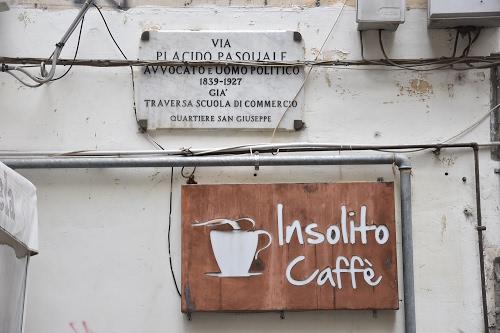 VIA
PLACIDO PASQUALE
AVVOCATO E UOMO POLITICO
1839-1927
GIA'
TRAVERSA SCUOLA DI COMMERCIO
QUARTIERE SAN GIUSEPPE
Insolito
Caffè